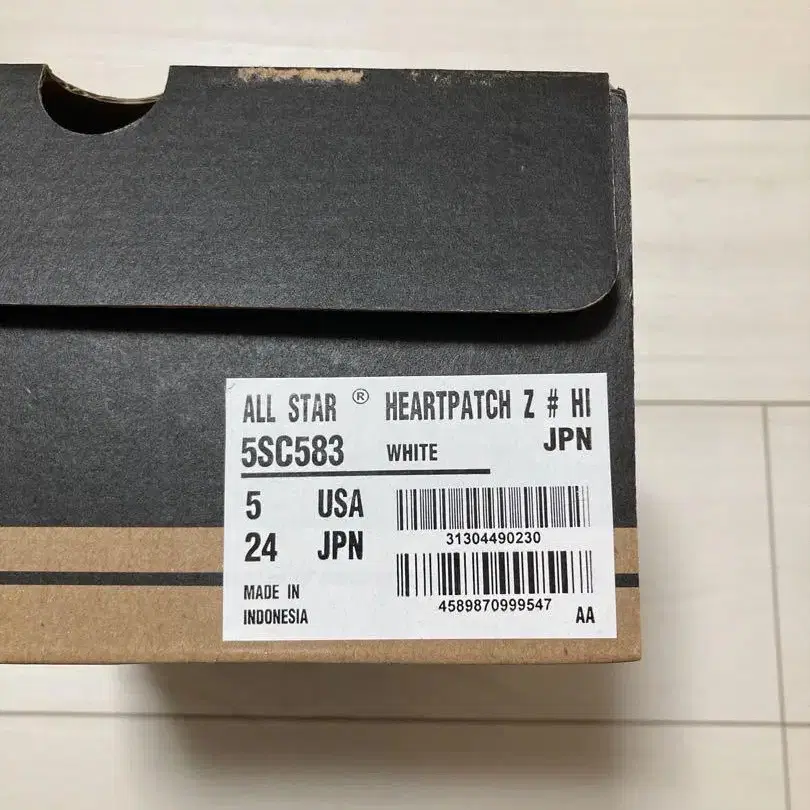 ALL STAR ® HEARTPATCH Z # HI
5SC583 WHITE JPN
5 USA
24 JPN
31304490230
MADE IN
INDONESIA
4589870999547
AA